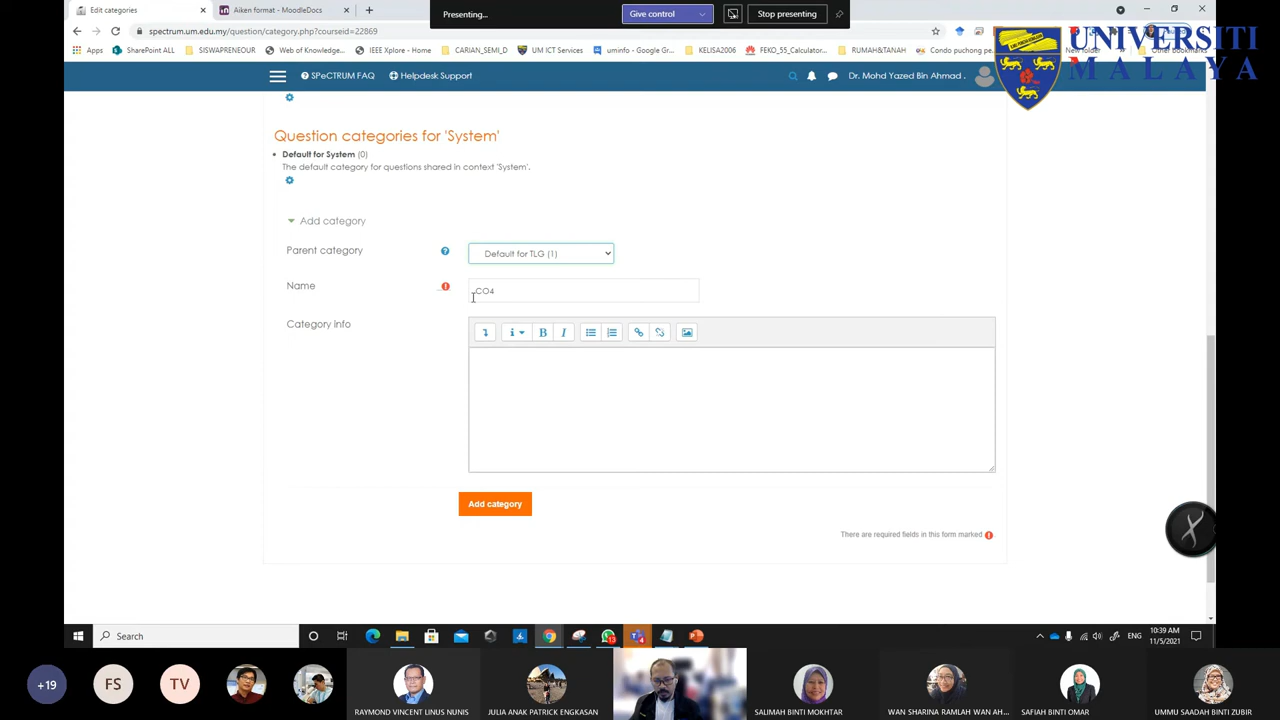 Edit categories
Aiken format - MoodleDocs
Presenting...
Give control
Stop presenting
spectrum.um.edu.my/question/category.php?courseid=22869
Apps
SharePoint ALL
SISWAPRENEUR
Web of Knowledge...
IEEE Xplore - Home
CARIAN_SEMI_D
UM ICT Services
uminfo - Google Gr...
KELISA2006
FEKO_55_Calculator...
RUMAH&TANAH
Condo puchong pe...
New folder
Other bookmarks
UNIVERSITI
MALAYA
SPeCTRUM FAQ
Helpdesk Support
Dr. Mohd Yazed Bin Ahmad .
Question categories for 'System'
Default for System (0)
The default category for questions shared in context 'System'.
Add category
Parent category
Default for TLG (1)
Name
CO4
Category info
Add category
There are required fields in this form marked
Search
ENG
10:39 AM
11/5/2021
+19
FS
TV
RAYMOND VINCENT LINUS NUNIS
JULIA ANAK PATRICK ENGKASAN
SALIMAH BINTI MOKHTAR
WAN SHARINA RAMLAH WAN AH...
SAFIAH BINTI OMAR
UMMU SAADAH BINTI ZUBIR